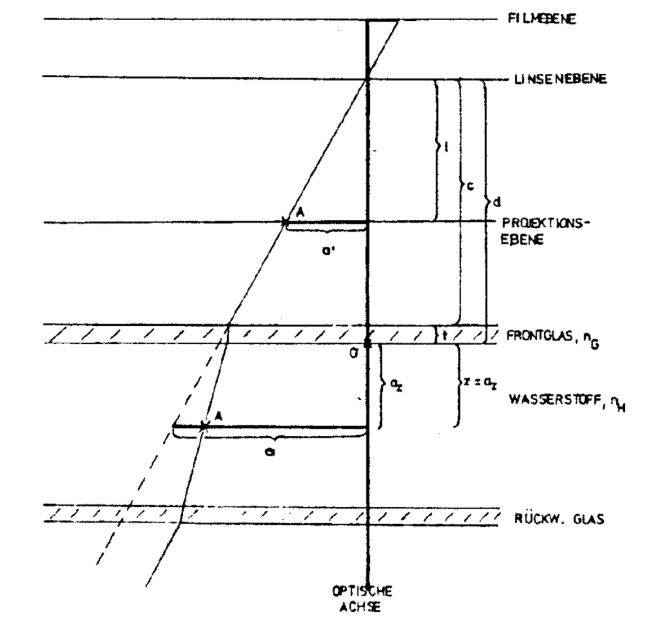 FILMEBENE
LINSENEBENE
l
c
d
A
PROJEKTIONS-
EBENE
a'
t
FRONTGLAS, n_G
O
a_z
z = a_z
WASSERSTOFF, n_H
A
a
RÜCKW. GLAS
OPTISCHE
ACHSE